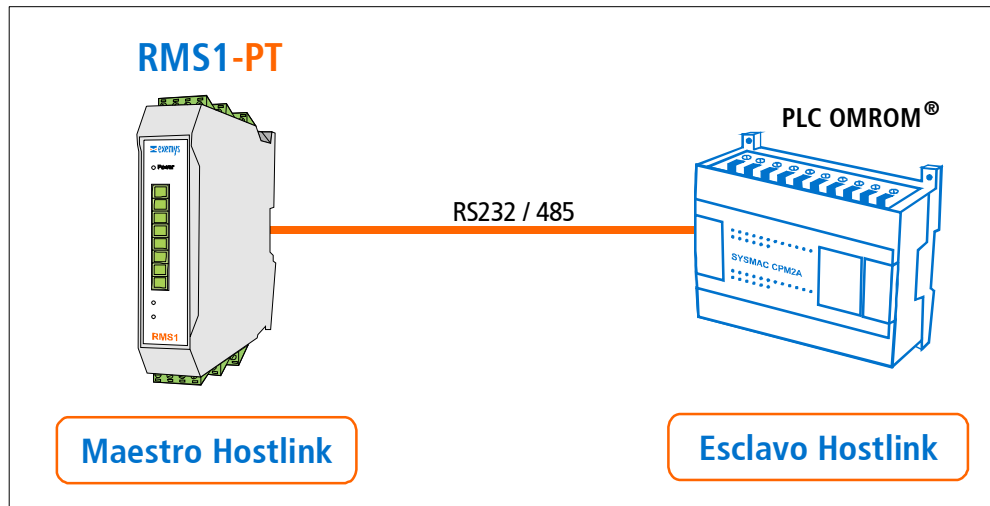 RMS1-PT
PLC OMROM®
exemys
Power
RS232 / 485
SYSMAC CPM2A
RMS1
Maestro Hostlink
Esclavo Hostlink